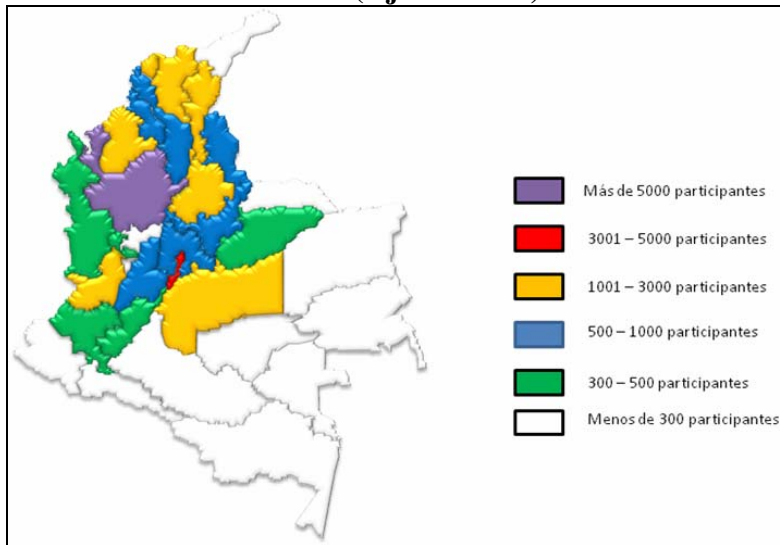 Más de 5000 participantes
3001 – 5000 participantes
1001 – 3000 participantes
500 – 1000 participantes
300 – 500 participantes
Menos de 300 participantes